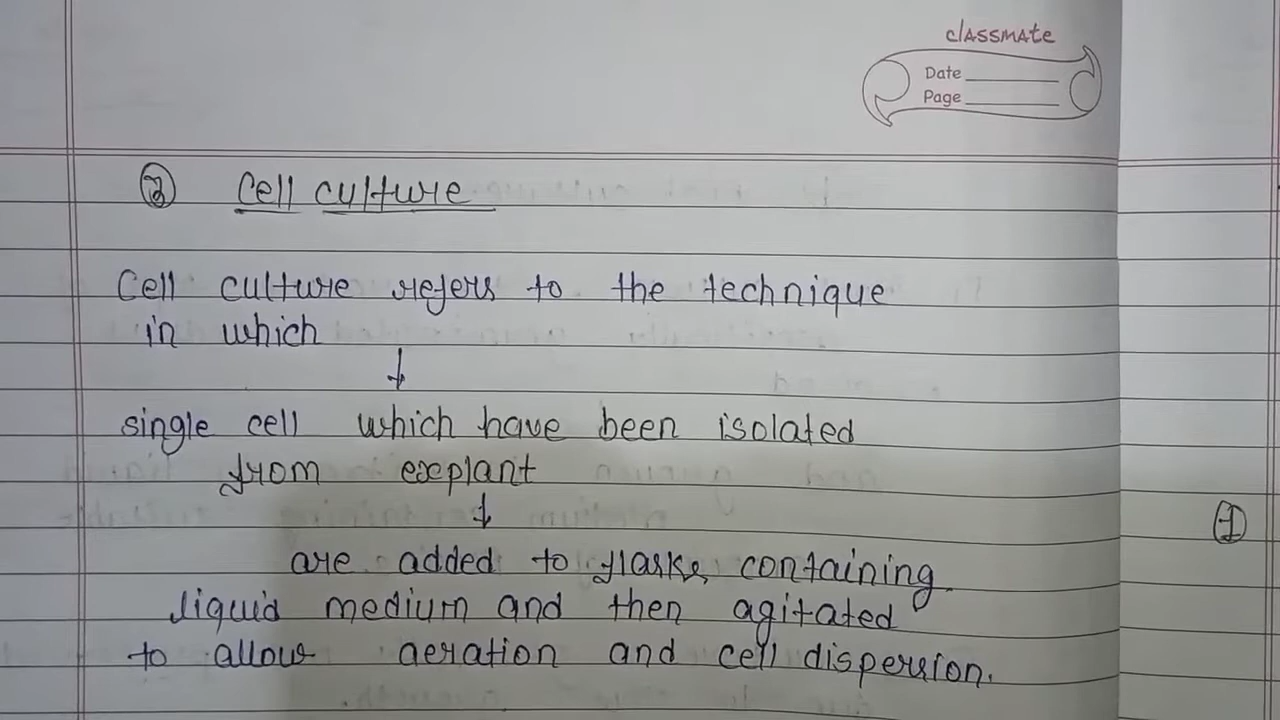 classmate
Date
Page
② Cell culture
Cell culture refers to the technique
in which
↓
single cell which have been isolated
from explant
↓
are added to flasks containing
liquid medium and then agitated
to allow aeration and cell dispersion.
①